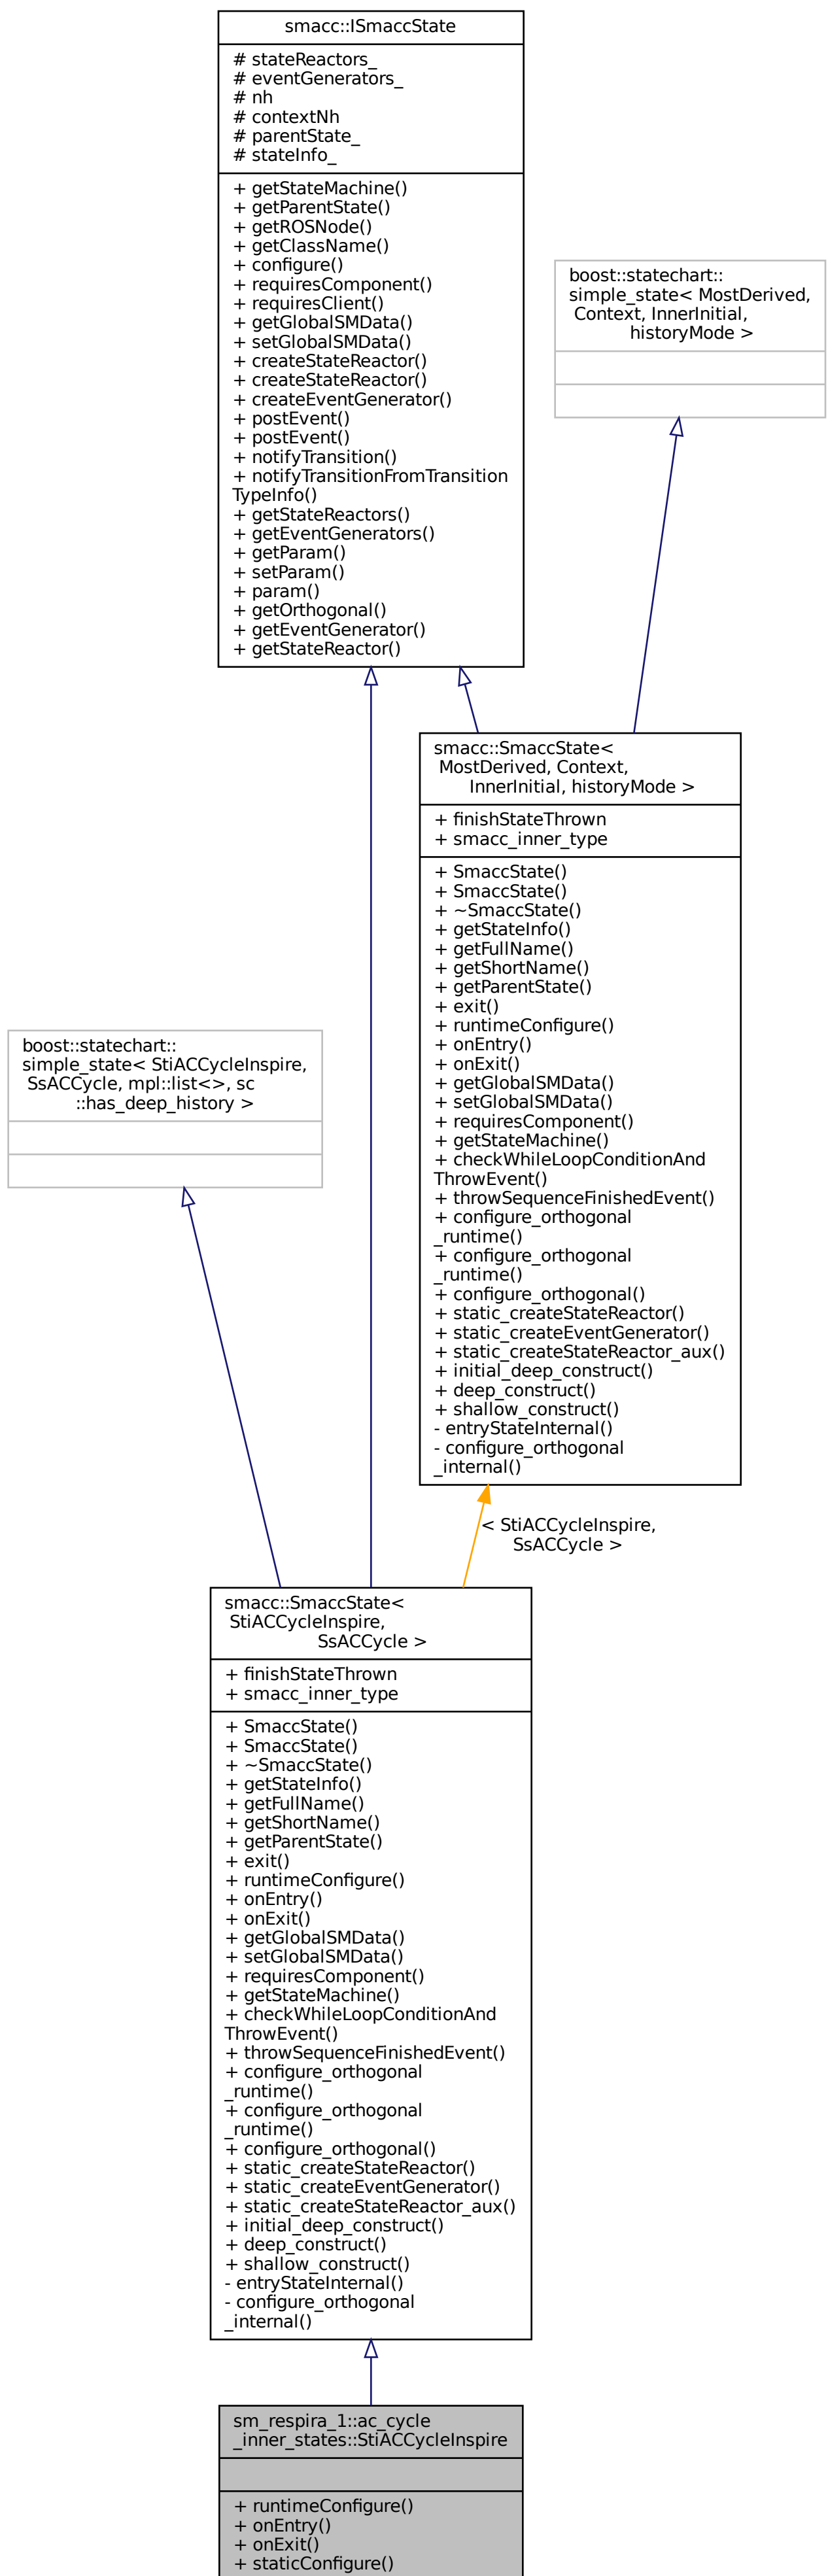 smacc::ISmaccState
# stateReactors_
# eventGenerators_
# nh
# contextNh
# parentState_
# stateInfo_
+ getStateMachine()
+ getParentState()
+ getROSNode()
+ getClassName()
+ configure()
+ requiresComponent()
+ requiresClient()
+ getGlobalSMData()
+ setGlobalSMData()
+ createStateReactor()
+ createStateReactor()
+ createEventGenerator()
+ postEvent()
+ postEvent()
+ notifyTransition()
+ notifyTransitionFromTransition
TypeInfo()
+ getStateReactors()
+ getEventGenerators()
+ getParam()
+ setParam()
+ param()
+ getOrthogonal()
+ getEventGenerator()
+ getStateReactor()
boost::statechart::
simple_state< MostDerived,
Context, InnerInitial,
historyMode >
smacc::SmaccState<
MostDerived, Context,
InnerInitial, historyMode >
+ finishStateThrown
+ smacc_inner_type
+ SmaccState()
+ SmaccState()
+ ~SmaccState()
+ getStateInfo()
+ getFullName()
+ getShortName()
+ getParentState()
+ exit()
+ runtimeConfigure()
+ onEntry()
+ onExit()
+ getGlobalSMData()
+ setGlobalSMData()
+ requiresComponent()
+ getStateMachine()
+ checkWhileLoopConditionAnd
ThrowEvent()
+ throwSequenceFinishedEvent()
+ configure_orthogonal
_runtime()
+ configure_orthogonal
_runtime()
+ configure_orthogonal()
+ static_createStateReactor()
+ static_createEventGenerator()
+ static_createStateReactor_aux()
+ initial_deep_construct()
+ deep_construct()
+ shallow_construct()
- entryStateInternal()
- configure_orthogonal
_internal()
boost::statechart::
simple_state< StiACCycleInspire,
SsACCycle, mpl::list<>, sc
::has_deep_history >
< StiACCycleInspire,
SsACCycle >
smacc::SmaccState<
StiACCycleInspire,
SsACCycle >
+ finishStateThrown
+ smacc_inner_type
+ SmaccState()
+ SmaccState()
+ ~SmaccState()
+ getStateInfo()
+ getFullName()
+ getShortName()
+ getParentState()
+ exit()
+ runtimeConfigure()
+ onEntry()
+ onExit()
+ getGlobalSMData()
+ setGlobalSMData()
+ requiresComponent()
+ getStateMachine()
+ checkWhileLoopConditionAnd
ThrowEvent()
+ throwSequenceFinishedEvent()
+ configure_orthogonal
_runtime()
+ configure_orthogonal
_runtime()
+ configure_orthogonal()
+ static_createStateReactor()
+ static_createEventGenerator()
+ static_createStateReactor_aux()
+ initial_deep_construct()
+ deep_construct()
+ shallow_construct()
- entryStateInternal()
- configure_orthogonal
_internal()
sm_respira_1::ac_cycle
_inner_states::StiACCycleInspire
+ runtimeConfigure()
+ onEntry()
+ onExit()
+ staticConfigure()